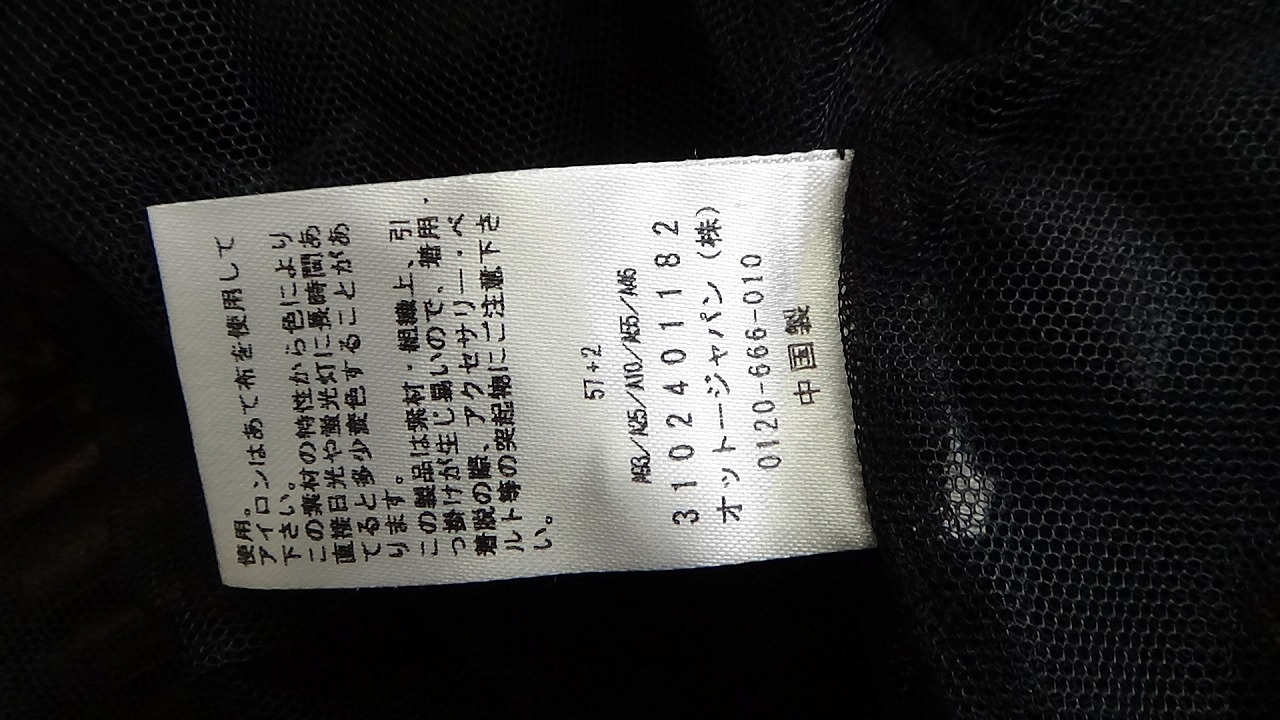 使用。
アイロンはあて布を使用して
下さい。
この素材の特性から色により
直接日光や蛍光灯に長時間あ
てると多少変色することがあ
ります。
この製品は素材・組織上、引
っ掛けが生じ易いので、着用・
着脱の際、アクセサリー・ベ
ルト等の突起物にご注意下さ
い。
57+2
A93/A25/A10/A55/A46
3102401182
オットージャパン(株)
0120-666-010
中国製